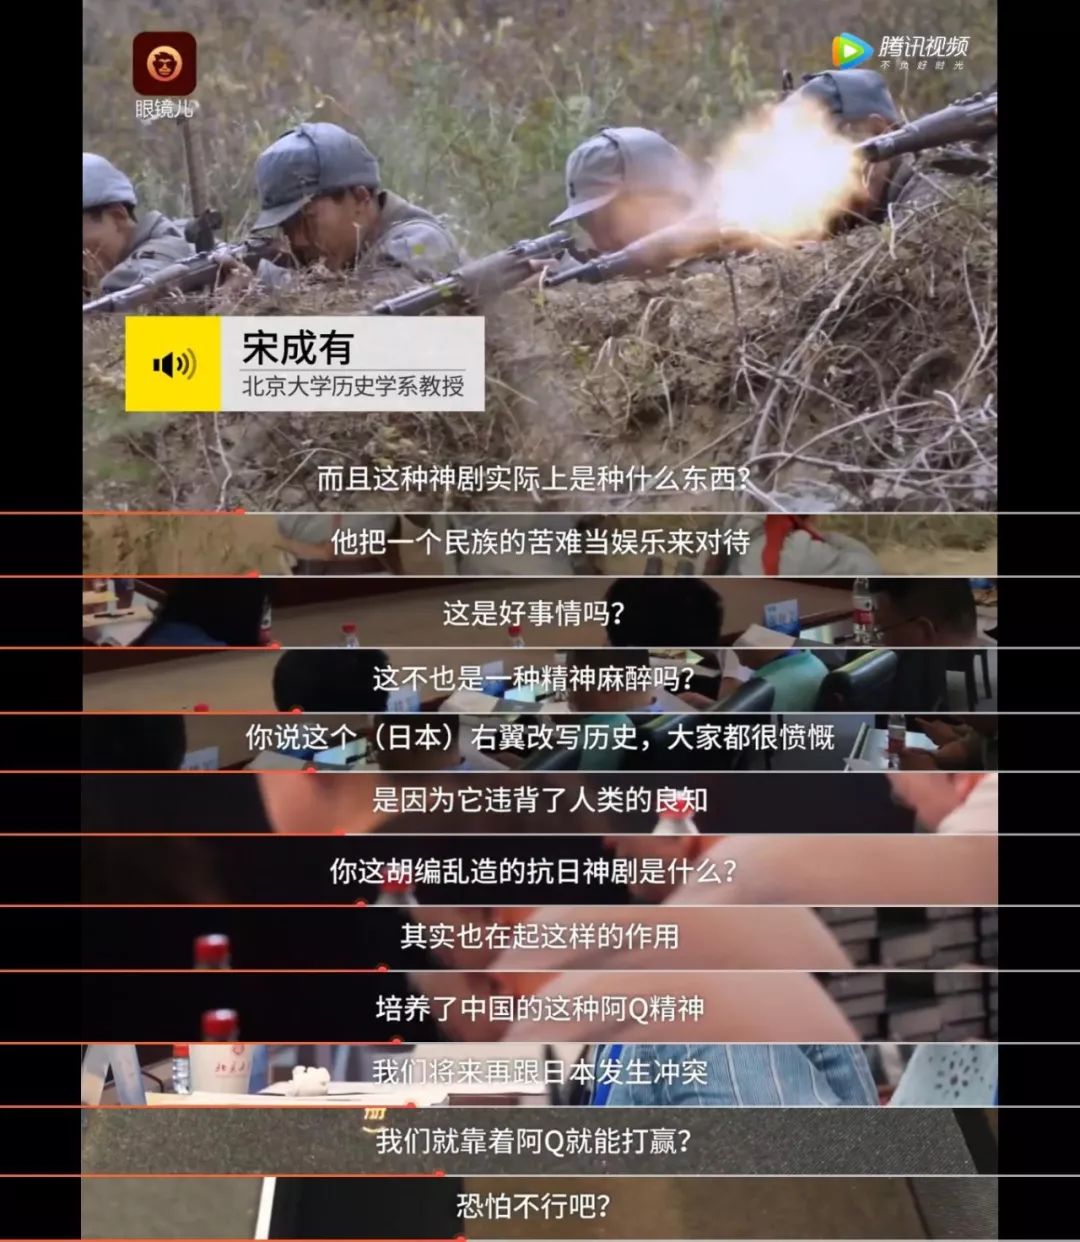 眼镜儿
腾讯视频
不负好时光
宋成有
北京大学历史学系教授
而且这种神剧实际上是种什么东西?
他把一个民族的苦难当娱乐来对待
这是好事情吗?
这不也是一种精神麻醉吗?
你说这个（日本）右翼改写历史，大家都很愤慨
是因为它违背了人类的良知
你这胡编乱造的抗日神剧是什么?
其实也在起这样的作用
培养了中国的这种阿Q精神
我们将来再跟日本发生冲突
我们就靠着阿Q就能打赢?
恐怕不行吧?